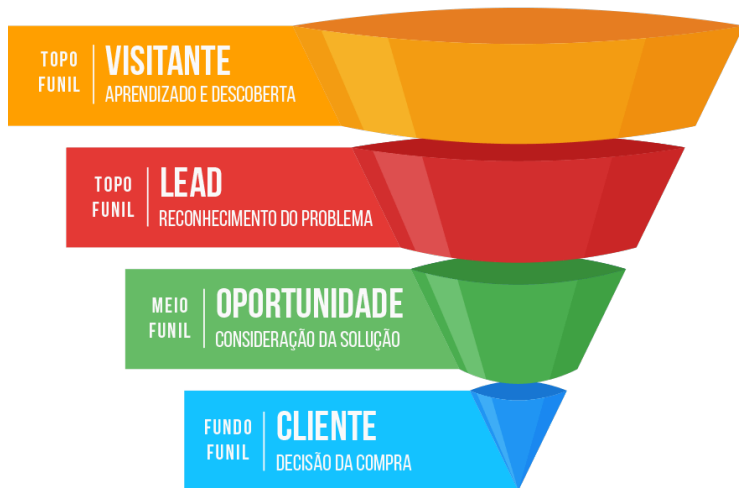 TOPO
FUNIL
VISITANTE
APRENDIZADO E DESCOBERTA
TOPO
FUNIL
LEAD
RECONHECIMENTO DO PROBLEMA
MEIO
FUNIL
OPORTUNIDADE
CONSIDERAÇÃO DA SOLUÇÃO
FUNDO
FUNIL
CLIENTE
DECISÃO DA COMPRA